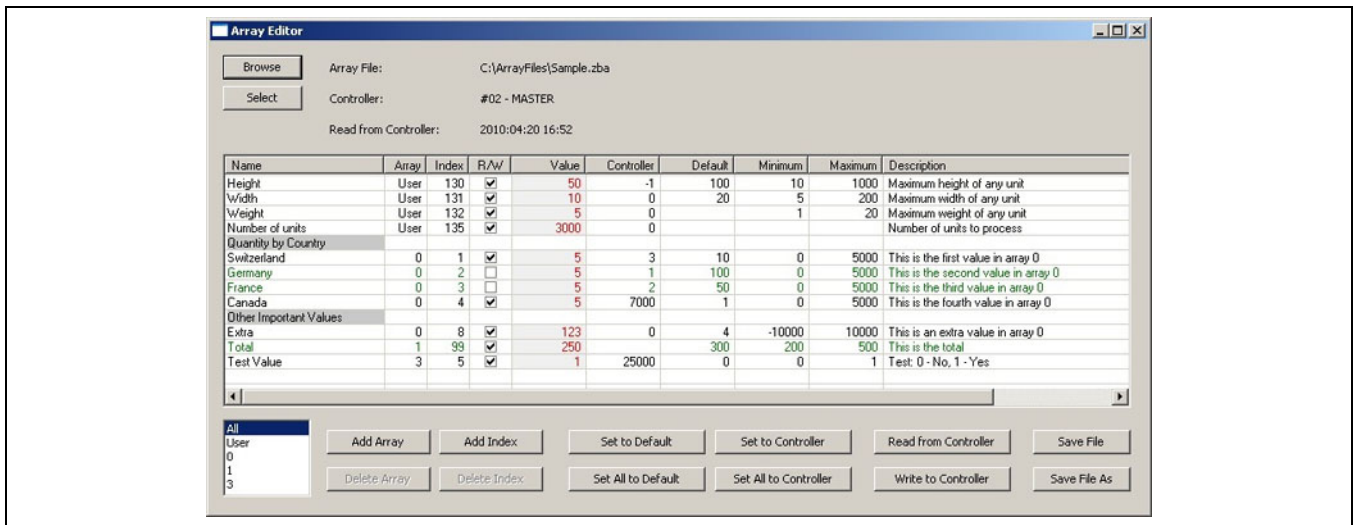 Array Editor
Browse Array File: C:\ArrayFiles\Sample.zba
Select Controller: #02 - MASTER
Read from Controller: 2010:04:20 16:52
Name Array Index R/W Value Controller Default Minimum Maximum Description
Height User 130 50 -1 100 10 1000 Maximum height of any unit
Width User 131 10 0 20 5 200 Maximum width of any unit
Weight User 132 5 0 1 20 Maximum weight of any unit
Number of units User 135 3000 0 Number of units to process
Quantity by Country
Switzerland 0 1 5 3 10 0 5000 This is the first value in array 0
Germany 0 2 5 1 100 0 5000 This is the second value in array 0
France 0 3 5 2 50 0 5000 This is the third value in array 0
Canada 0 4 5 7000 1 0 5000 This is the fourth value in array 0
Other Important Values
Extra 0 8 123 0 4 -10000 10000 This is an extra value in array 0
Total 1 99 250 300 200 500 This is the total
Test Value 3 5 1 25000 0 0 1 Test: 0 - No, 1 - Yes
All
User
0
1
3
Add Array Add Index Set to Default Set to Controller Read from Controller Save File
Delete Array Delete Index Set All to Default Set All to Controller Write to Controller Save File As